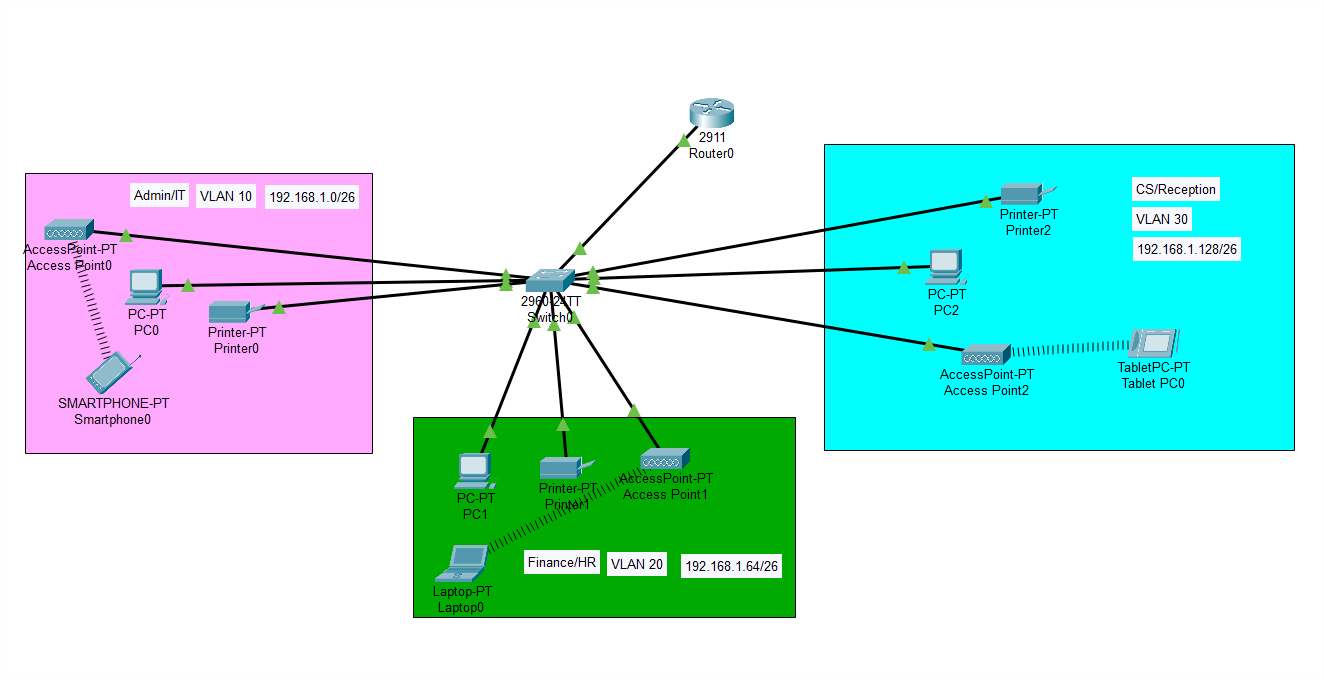 2911
Router0
Admin/IT
VLAN 10
192.168.1.0/26
AccessPoint-PT
Access Point0
PC-PT
PC0
Printer-PT
Printer0
SMARTPHONE-PT
Smartphone0
2960-24TT
Switch0
CS/Reception
VLAN 30
192.168.1.128/26
Printer-PT
Printer2
PC-PT
PC2
AccessPoint-PT
Access Point2
TabletPC-PT
Tablet PC0
PC-PT
PC1
Printer-PT
Printer1
AccessPoint-PT
Access Point1
Finance/HR
VLAN 20
192.168.1.64/26
Laptop-PT
Laptop0